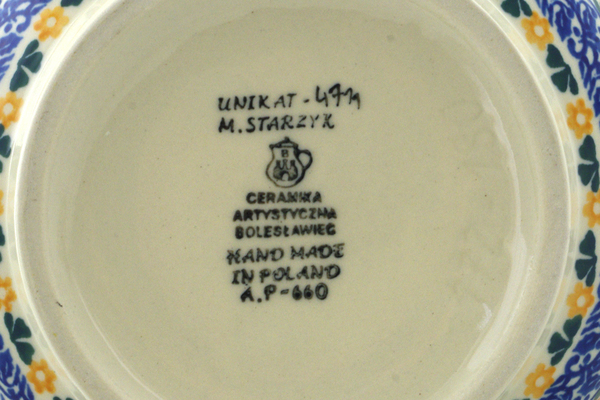 UNIKAT - 471
M. STARZYK
B
CERAMIKA
ARTYSTYCZNA
BOLESŁAWIEC
HAND MADE
IN POLAND
A.P-660